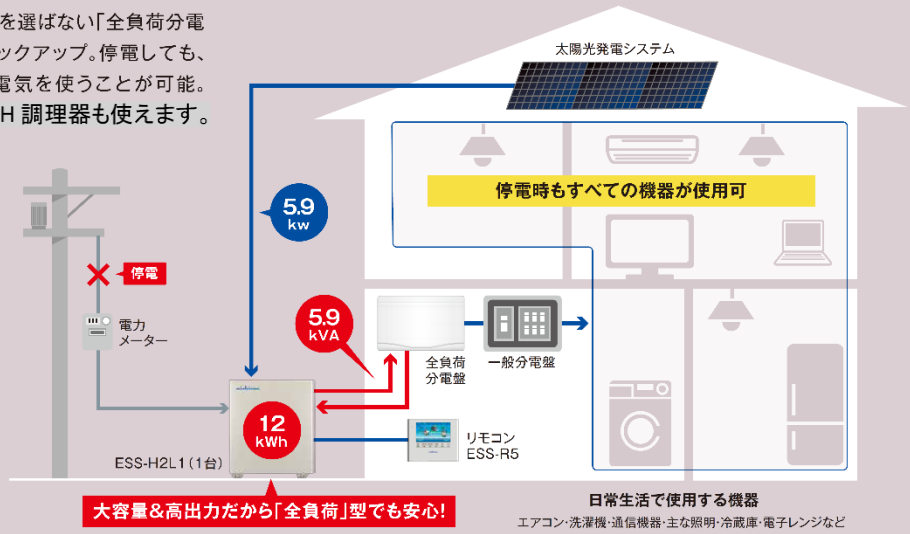 を選ばない「全負荷分電
ックアップ。停電しても、
電気を使うことが可能。
H 調理器も使えます。
太陽光発電システム
停電時もすべての機器が使用可
5.9
kw
停電
電力
メーター
5.9
kVA
全負荷
分電盤
一般分電盤
12
kWh
リモコン
ESS-R5
ESS-H2L1(1台)
大容量&高出力だから「全負荷」型でも安心!
日常生活で使用する機器
エアコン・洗濯機・通信機器・主な照明・冷蔵庫・電子レンジなど